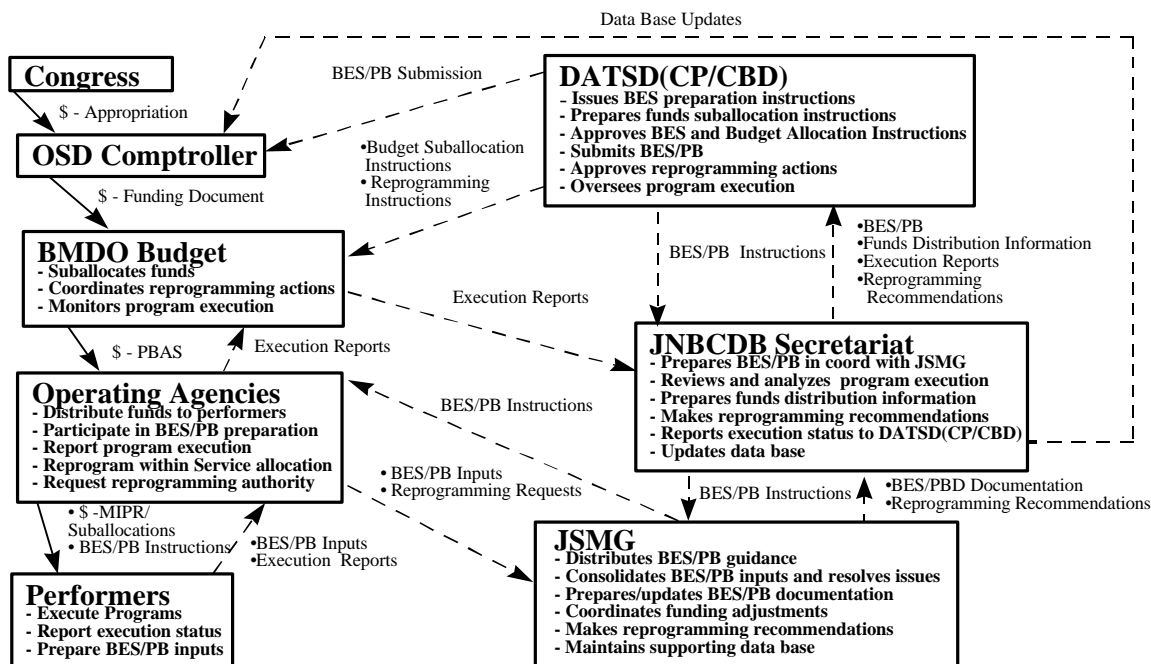 Data Base Updates
Congress
$ - Appropriation
OSD Comptroller
$ - Funding Document
BES/PB Submission
DATSD(CP/CBD)
- Issues BES preparation instructions
- Prepares funds suballocation instructions
- Approves BES and Budget Allocation Instructions
- Submits BES/PB
- Approves reprogramming actions
- Oversees program execution
•Budget Suballocation
Instructions
• Reprogramming
Instructions
BMDO Budget
- Suballocates funds
- Coordinates reprogramming actions
- Monitors program execution
BES/PB Instructions
•BES/PB
•Funds Distribution Information
•Execution Reports
•Reprogramming
Recommendations
Execution Reports
$ - PBAS
Execution Reports
JNBCDB Secretariat
- Prepares BES/PB in coord with JSMG
- Reviews and analyzes program execution
- Prepares funds distribution information
- Makes reprogramming recommendations
- Reports execution status to DATSD(CP/CBD)
- Updates data base
Operating Agencies
- Distribute funds to performers
- Participate in BES/PB preparation
- Report program execution
- Reprogram within Service allocation
- Request reprogramming authority
BES/PB Instructions
• BES/PB Inputs
• Reprogramming Requests
BES/PB Instructions
•BES/PBD Documentation
•Reprogramming Recommendations
• $ -MIPR/
Suballocations
• BES/PB Instructions
•BES/PB Inputs
•Execution Reports
JSMG
- Distributes BES/PB guidance
- Consolidates BES/PB inputs and resolves issues
- Prepares/updates BES/PB documentation
- Coordinates funding adjustments
- Makes reprogramming recommendations
- Maintains supporting data base
Performers
- Execute Programs
- Report execution status
- Prepare BES/PB inputs